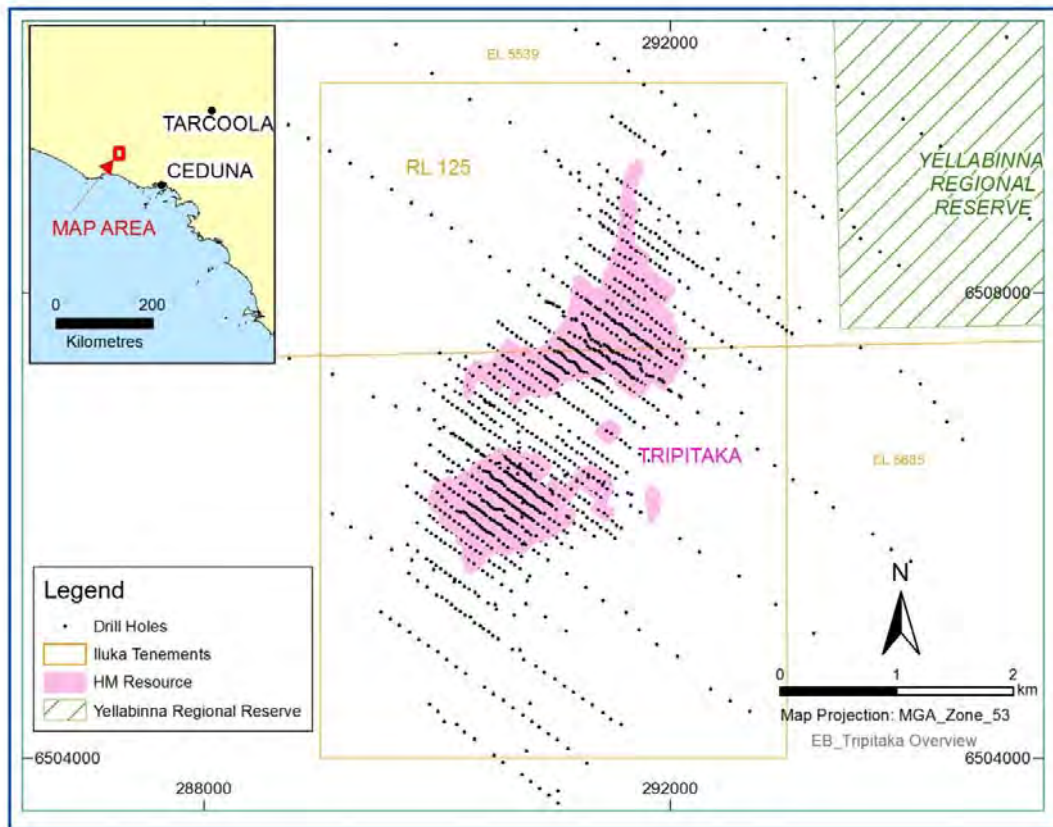 292000
EL 5539
TARCOOLA
CEDUNA
MAP AREA
0 200
Kilometres
RL 125
YELLABINNA
REGIONAL
RESERVE
6508000
TRIPITAKA
EL 5685
Legend
Drill Holes
Iluka Tenements
HM Resource
Yellabinna Regional Reserve
N
0 1 2
km
Map Projection: MGA_Zone_53
EB_Tripitaka Overview
6504000
6504000
288000
292000